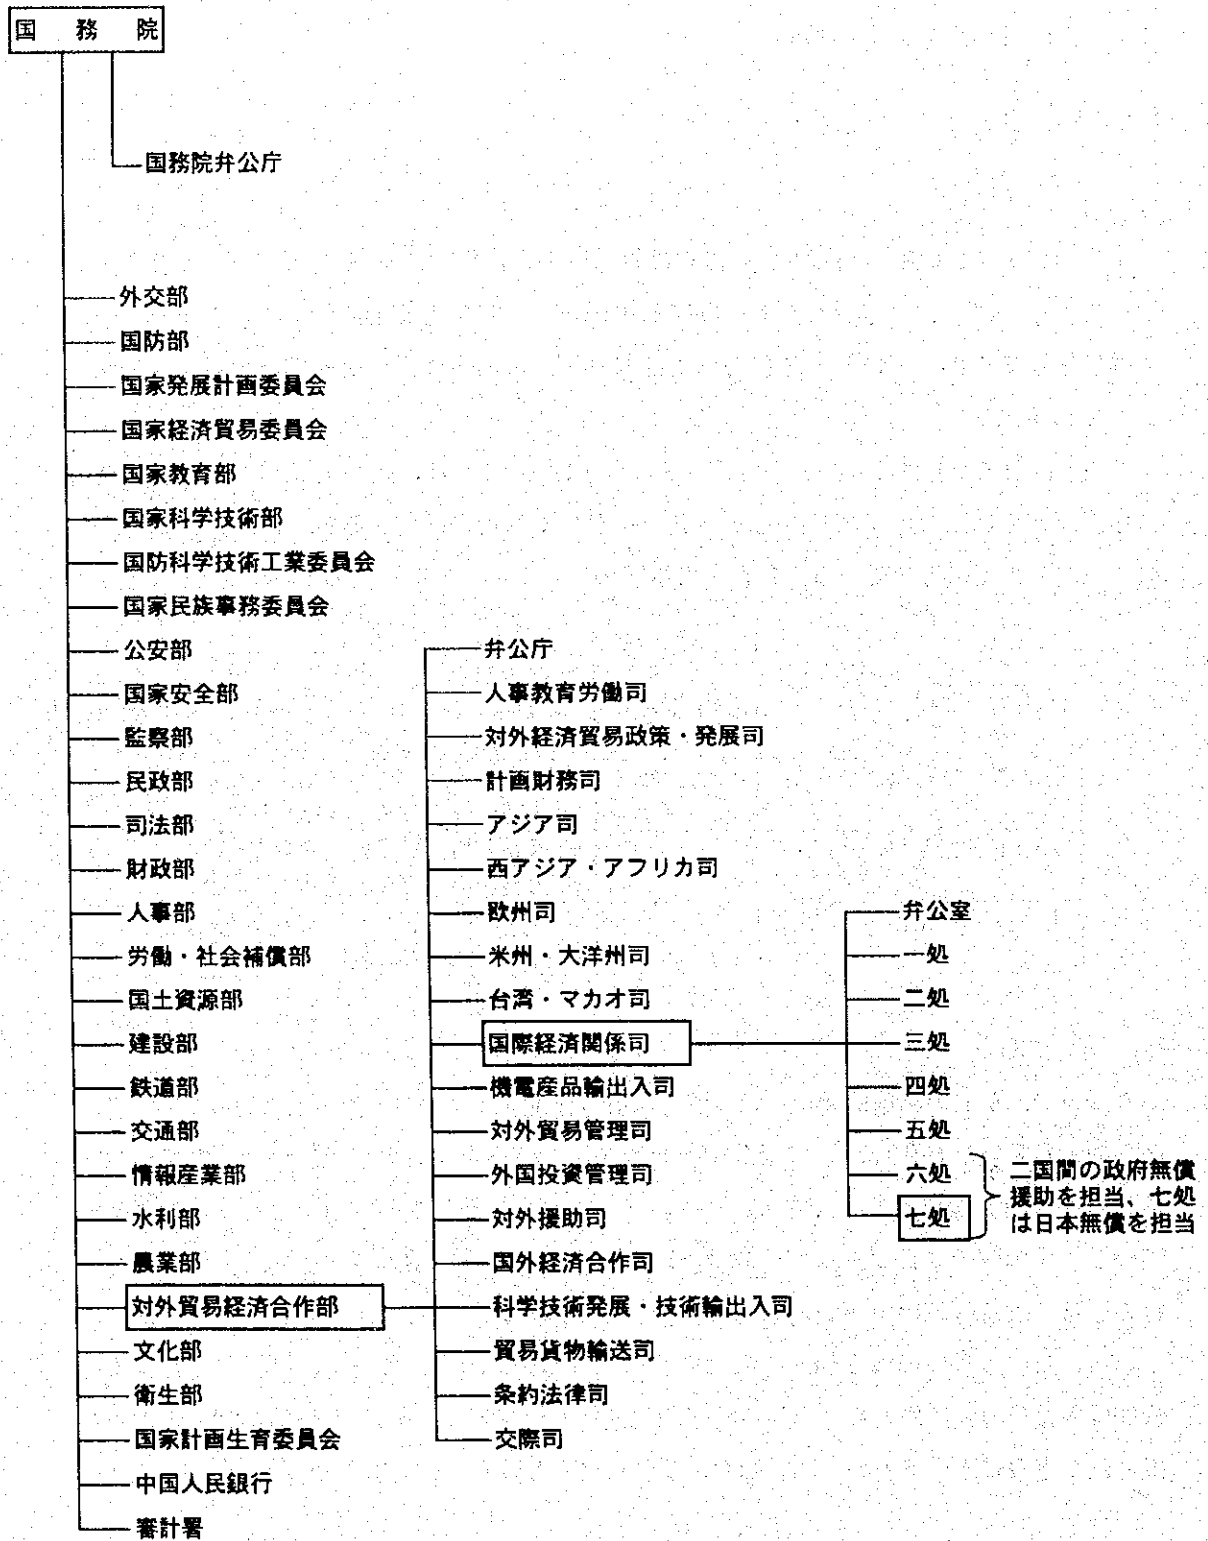 国務院
国務院弁公庁
外交部
国防部
国家発展計画委員会
国家経済貿易委員会
国家教育部
国家科学技術部
国防科学技術工業委員会
国家民族事務委員会
公安部
国家安全部
監察部
民政部
司法部
財政部
人事部
労働・社会補償部
国土資源部
建設部
鉄道部
交通部
情報産業部
水利部
農業部
対外貿易経済合作部
文化部
衛生部
国家計画生育委員会
中国人民銀行
審計署
弁公庁
人事教育労働司
対外経済貿易政策・発展司
計画財務司
アジア司
西アジア・アフリカ司
欧州司
米州・大洋州司
台湾・マカオ司
国際経済関係司
機電産品輸出入司
対外貿易管理司
外国投資管理司
対外援助司
国外経済合作司
科学技術発展・技術輸出入司
貿易貨物輸送司
条約法律司
交際司
弁公室
一処
二処
三処
四処
五処
六処
七処
二国間の政府無償
援助を担当、七処
は日本無償を担当